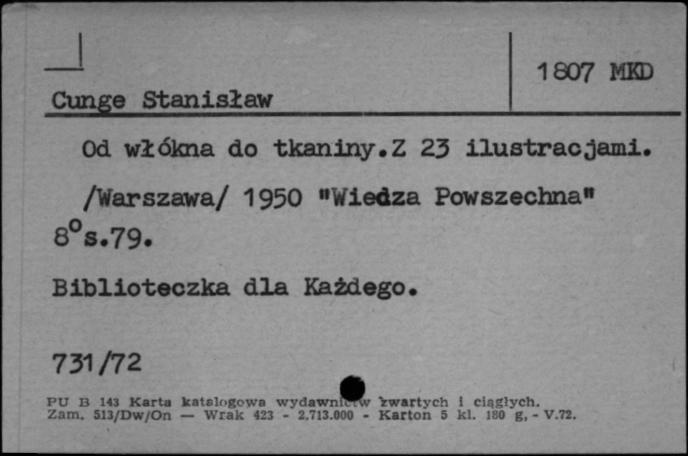 1807 MKD
Cunge Stanisław
Od włókna do tkaniny. Z 23 ilustracjami.
/Warszawa/ 1950 "Wiedza Powszechna"
8° s.79.
Biblioteczka dla Każdego.
731/72
PU B 143 Karta katalogowa wydawnictw zwartych i ciągłych.
Zam. 513/Dw/On — Wrak 423 - 2.713.000 - Karton 5 kl. 180 g, - V.72.